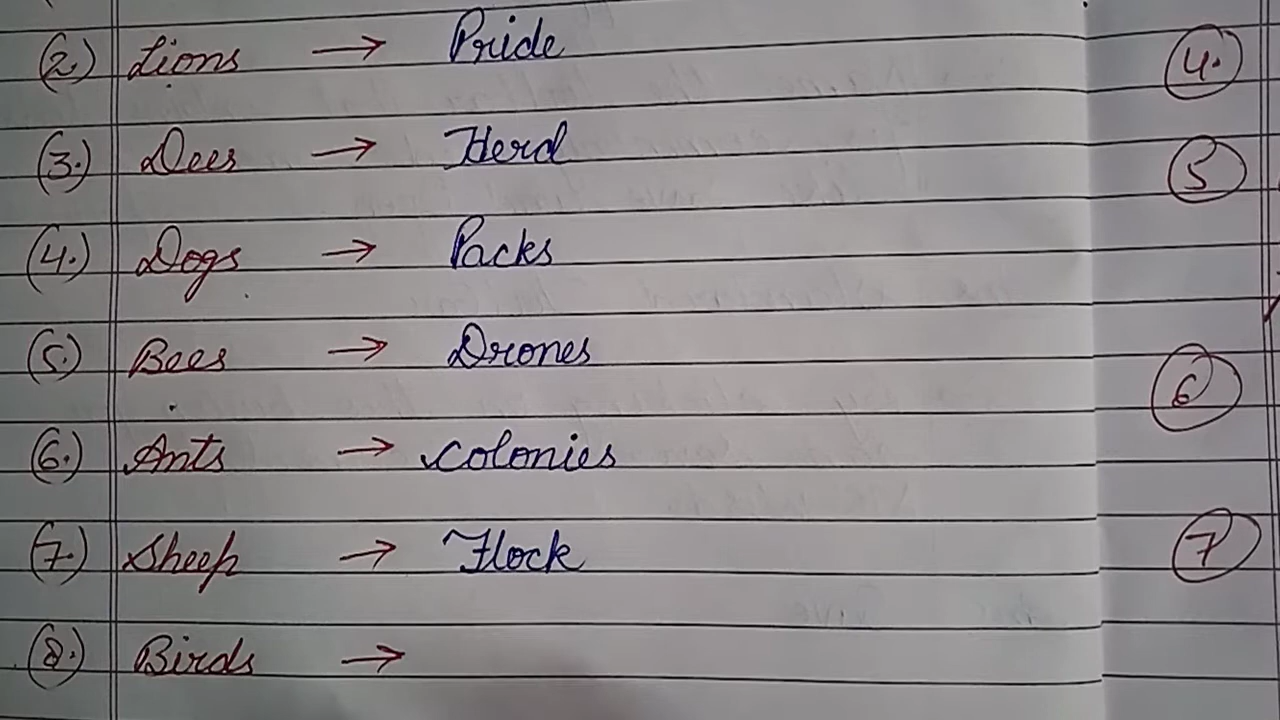 (2.) Lions → Pride
(3.) Deer → Herd
(4.) Dogs → Packs
(5.) Bees → Drones
(6.) Ants → Colonies
(7.) Sheep → Flock
(8.) Birds →
4.
5
6
7